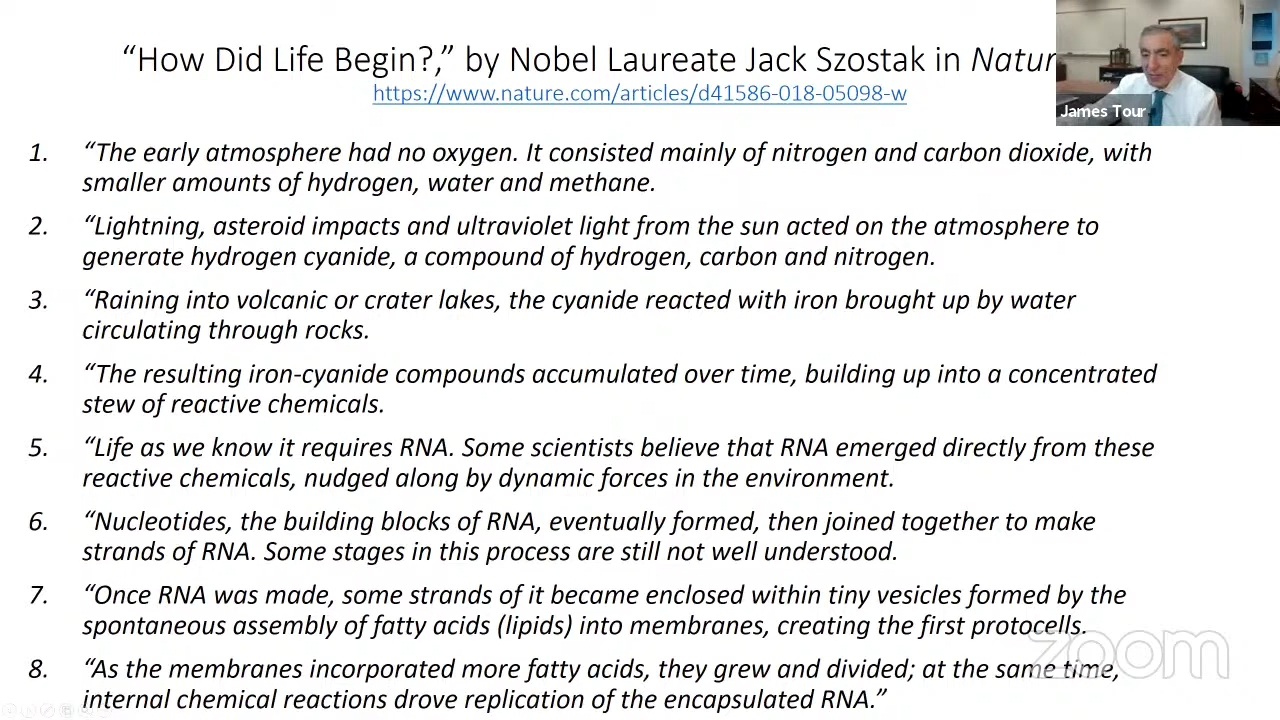 “How Did Life Begin?,” by Nobel Laureate Jack Szostak in Natur
https://www.nature.com/articles/d41586-018-05098-w
James Tour
1. “The early atmosphere had no oxygen. It consisted mainly of nitrogen and carbon dioxide, with
smaller amounts of hydrogen, water and methane.
2. “Lightning, asteroid impacts and ultraviolet light from the sun acted on the atmosphere to
generate hydrogen cyanide, a compound of hydrogen, carbon and nitrogen.
3. “Raining into volcanic or crater lakes, the cyanide reacted with iron brought up by water
circulating through rocks.
4. “The resulting iron-cyanide compounds accumulated over time, building up into a concentrated
stew of reactive chemicals.
5. “Life as we know it requires RNA. Some scientists believe that RNA emerged directly from these
reactive chemicals, nudged along by dynamic forces in the environment.
6. “Nucleotides, the building blocks of RNA, eventually formed, then joined together to make
strands of RNA. Some stages in this process are still not well understood.
7. “Once RNA was made, some strands of it became enclosed within tiny vesicles formed by the
spontaneous assembly of fatty acids (lipids) into membranes, creating the first protocells.
8. “As the membranes incorporated more fatty acids, they grew and divided; at the same time,
internal chemical reactions drove replication of the encapsulated RNA.”
zoom